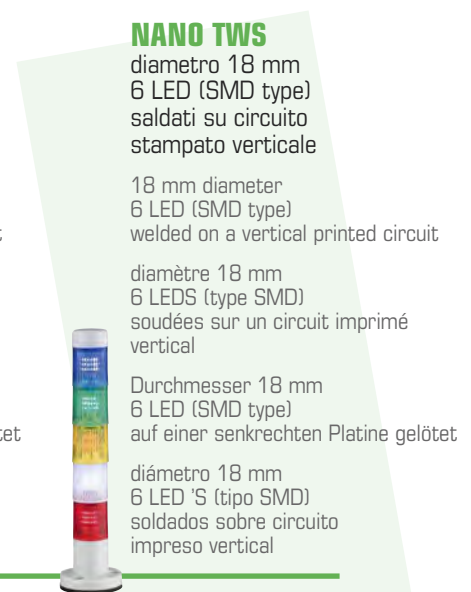 NANO TWS
diametro 18 mm
6 LED (SMD type)
saldati su circuito
stampato verticale
18 mm diameter
6 LED (SMD type)
welded on a vertical printed circuit
diamètre 18 mm
6 LEDS (type SMD)
soudées sur un circuit imprimé
vertical
Durchmesser 18 mm
6 LED (SMD type)
auf einer senkrechten Platine gelötet
diámetro 18 mm
6 LED 'S (tipo SMD)
soldados sobre circuito
impreso vertical